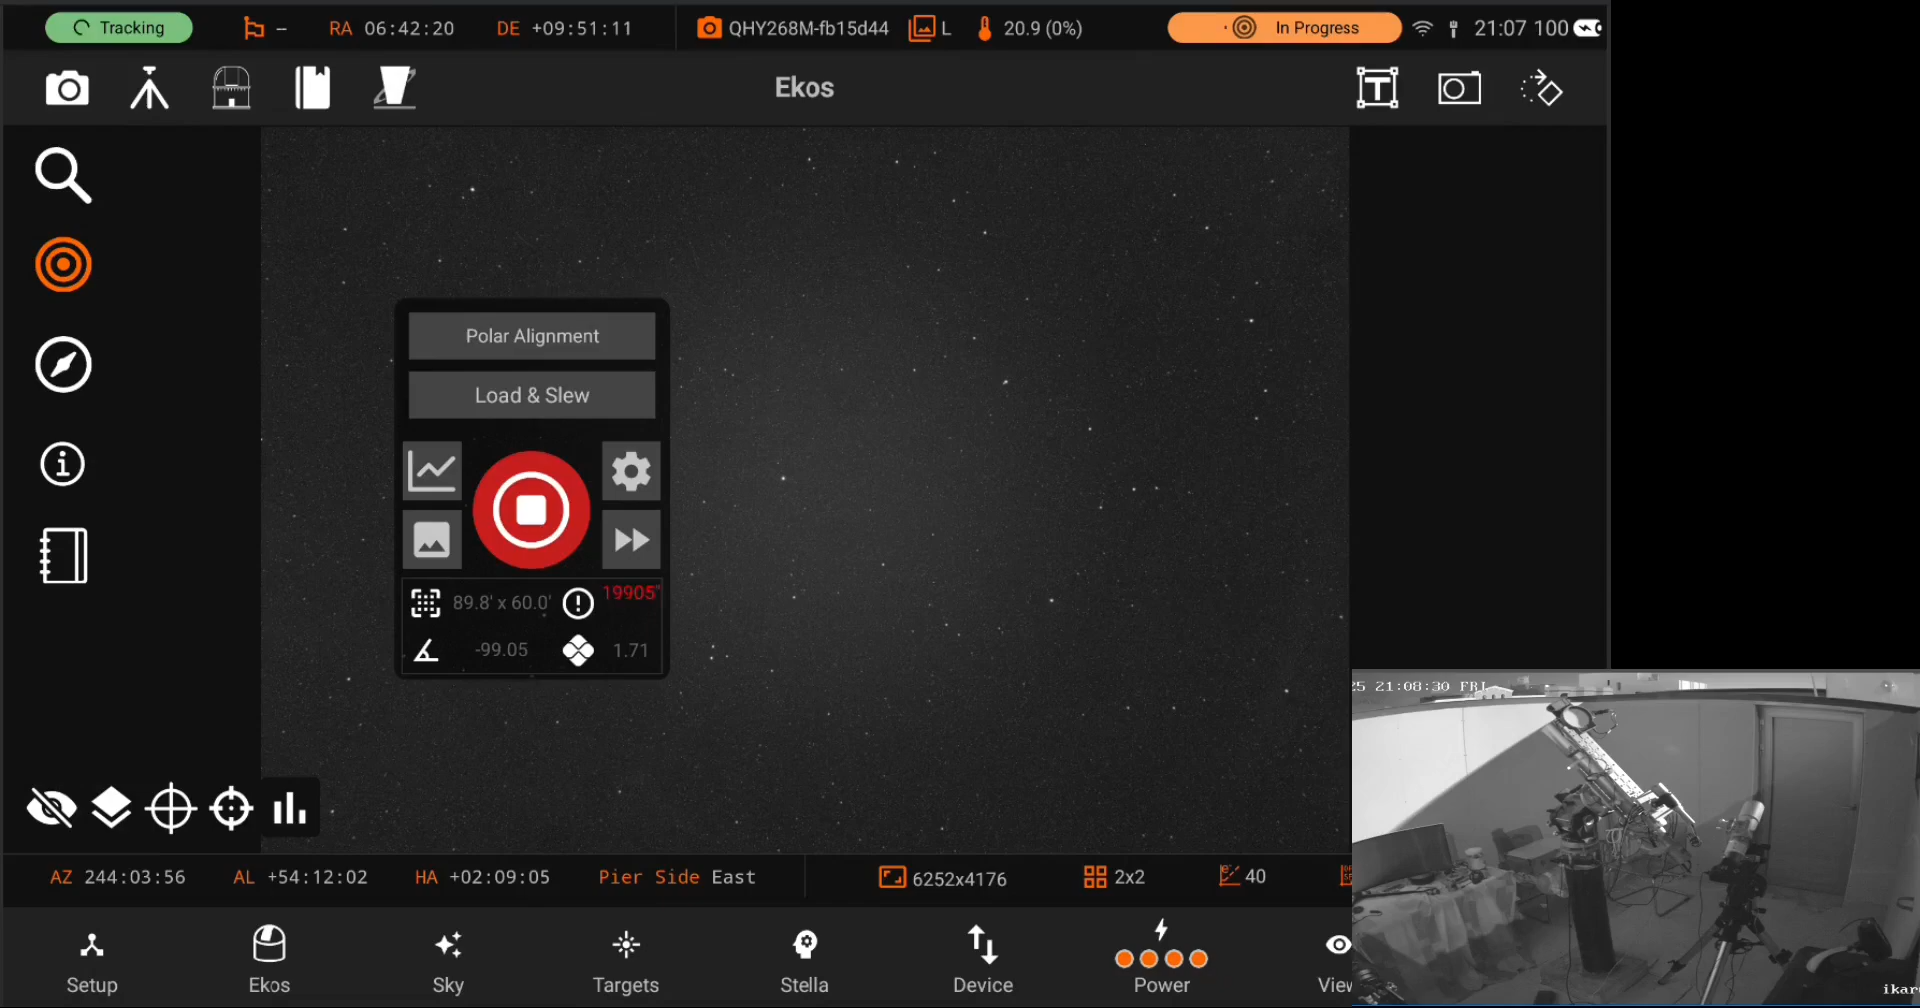 Tracking
–
RA 06:42:20
DE +09:51:11
QHY268M-fb15d44
L
20.9 (0%)
In Progress
21:07 100
Ekos
T
Polar Alignment
Load & Slew
89.8' x 60.0'
19905"
-99.05
1.71
25 21:08:30 FRI
AZ 244:03:56
AL +54:12:02
HA +02:09:05
Pier Side East
6252x4176
2x2
40
Setup
Ekos
Sky
Targets
Stella
Device
Power
View